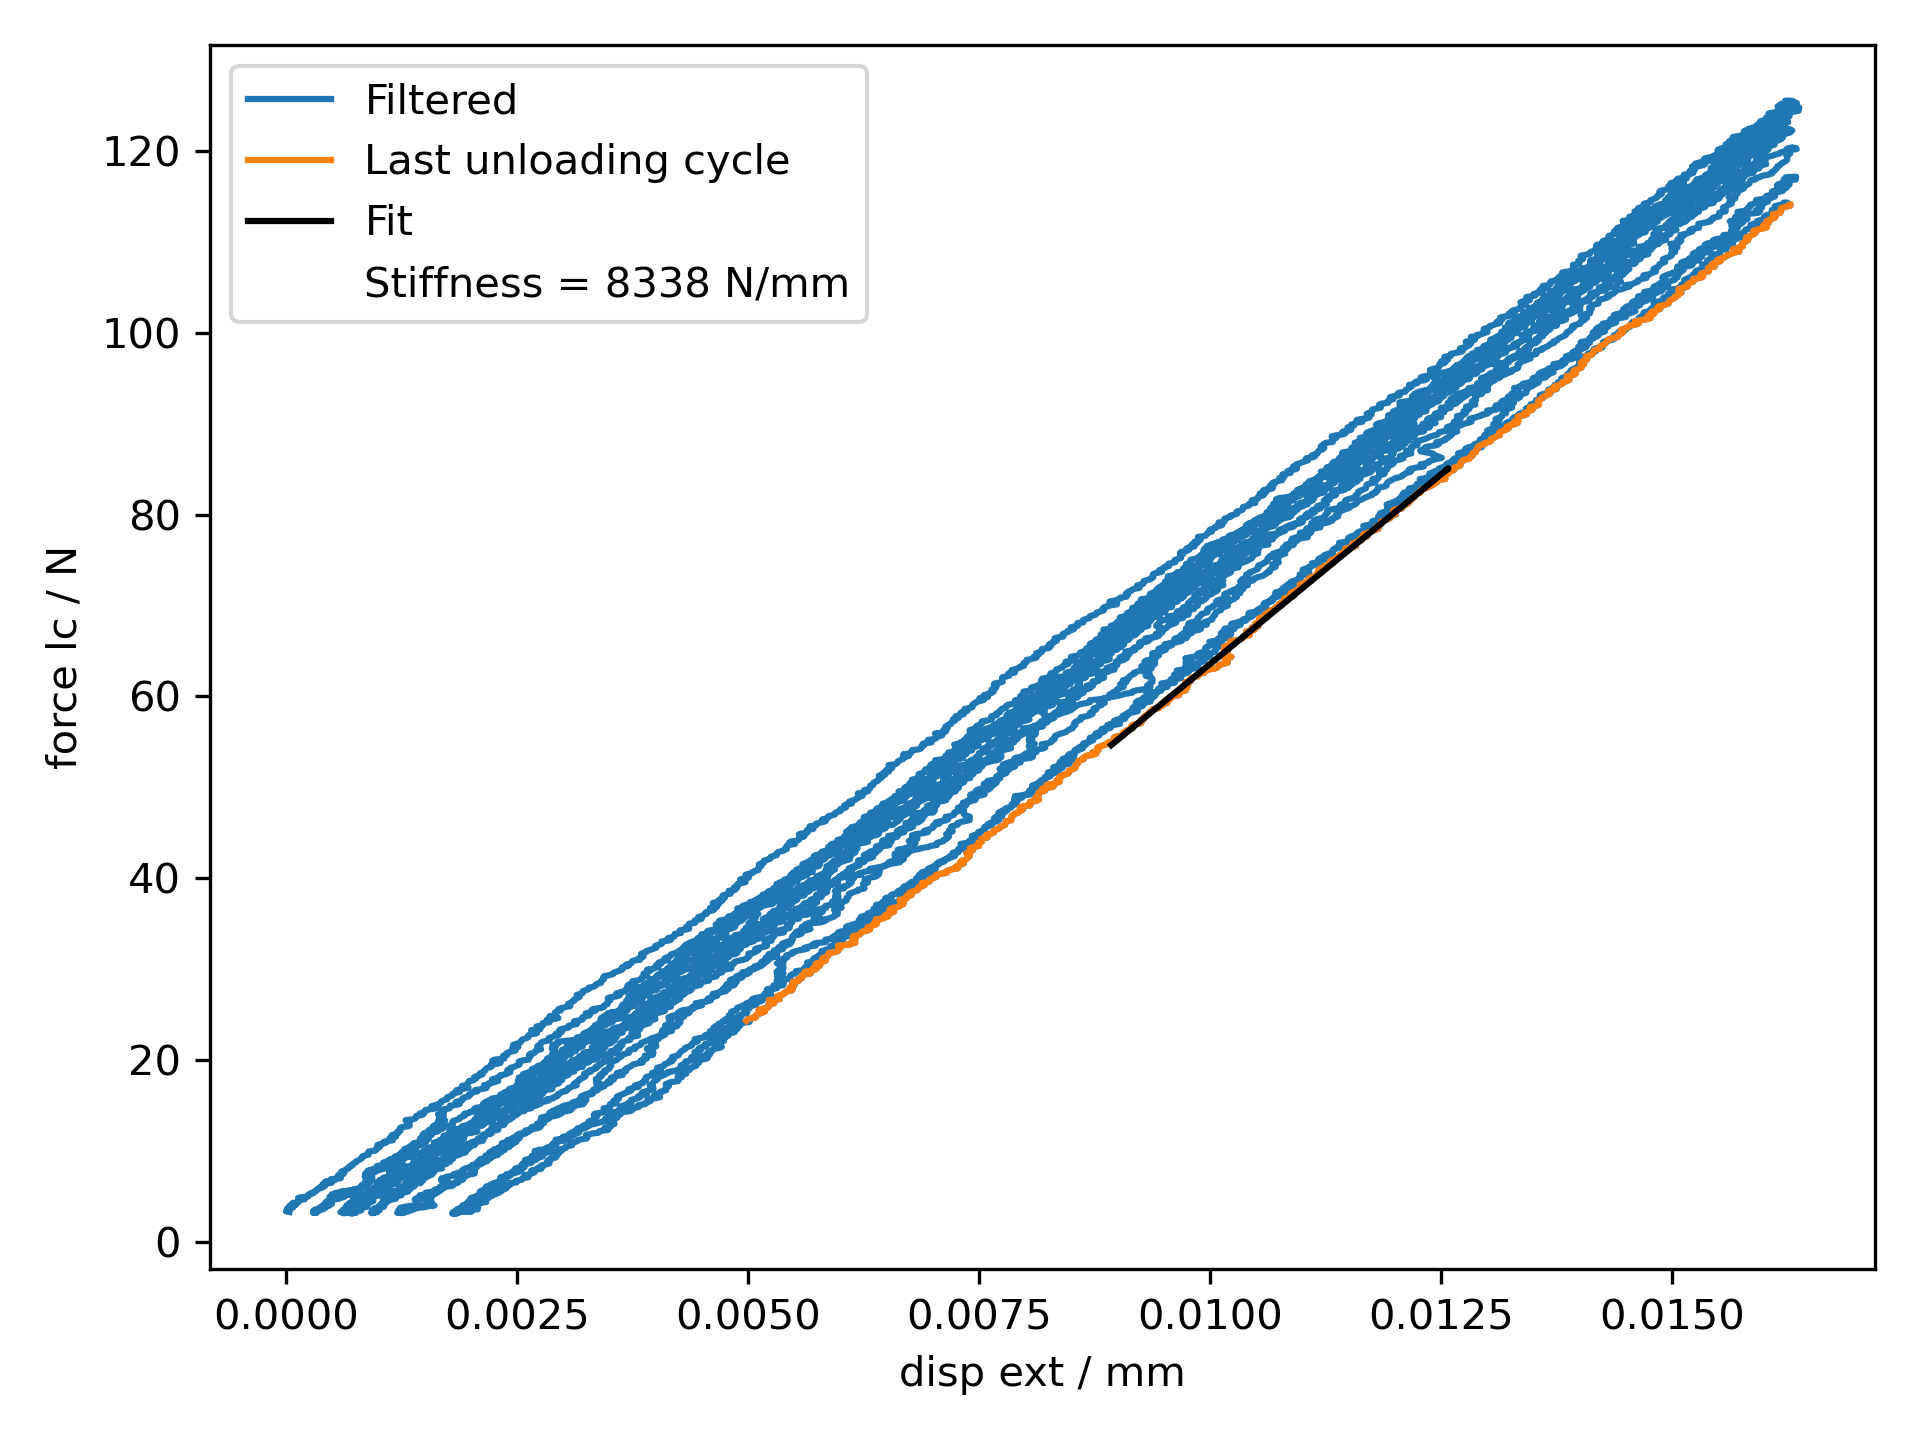 Filtered
Last unloading cycle
Fit
Stiffness = 8338 N/mm
120
100
80
60
40
20
0
force lc / N
0.0000 0.0025 0.0050 0.0075 0.0100 0.0125 0.0150
disp ext / mm